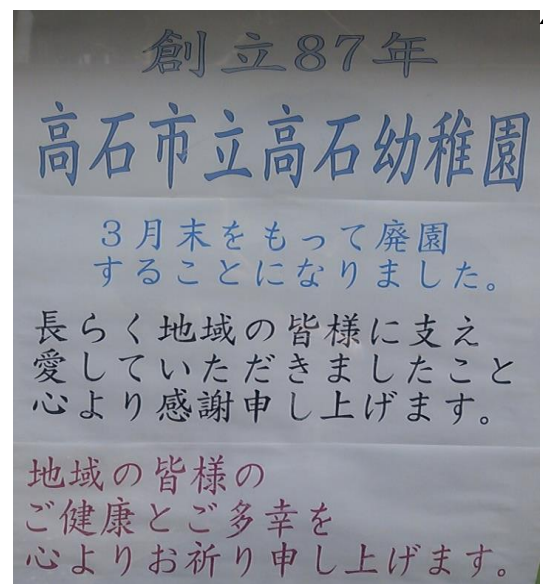 創立87年
高石市立高石幼稚園
3月末をもって廃園
することになりました。
長らく地域の皆様に支え
愛していただきましたこと
心より感謝申し上げます。
地域の皆様の
ご健康とご多幸を
心よりお祈り申し上げます。